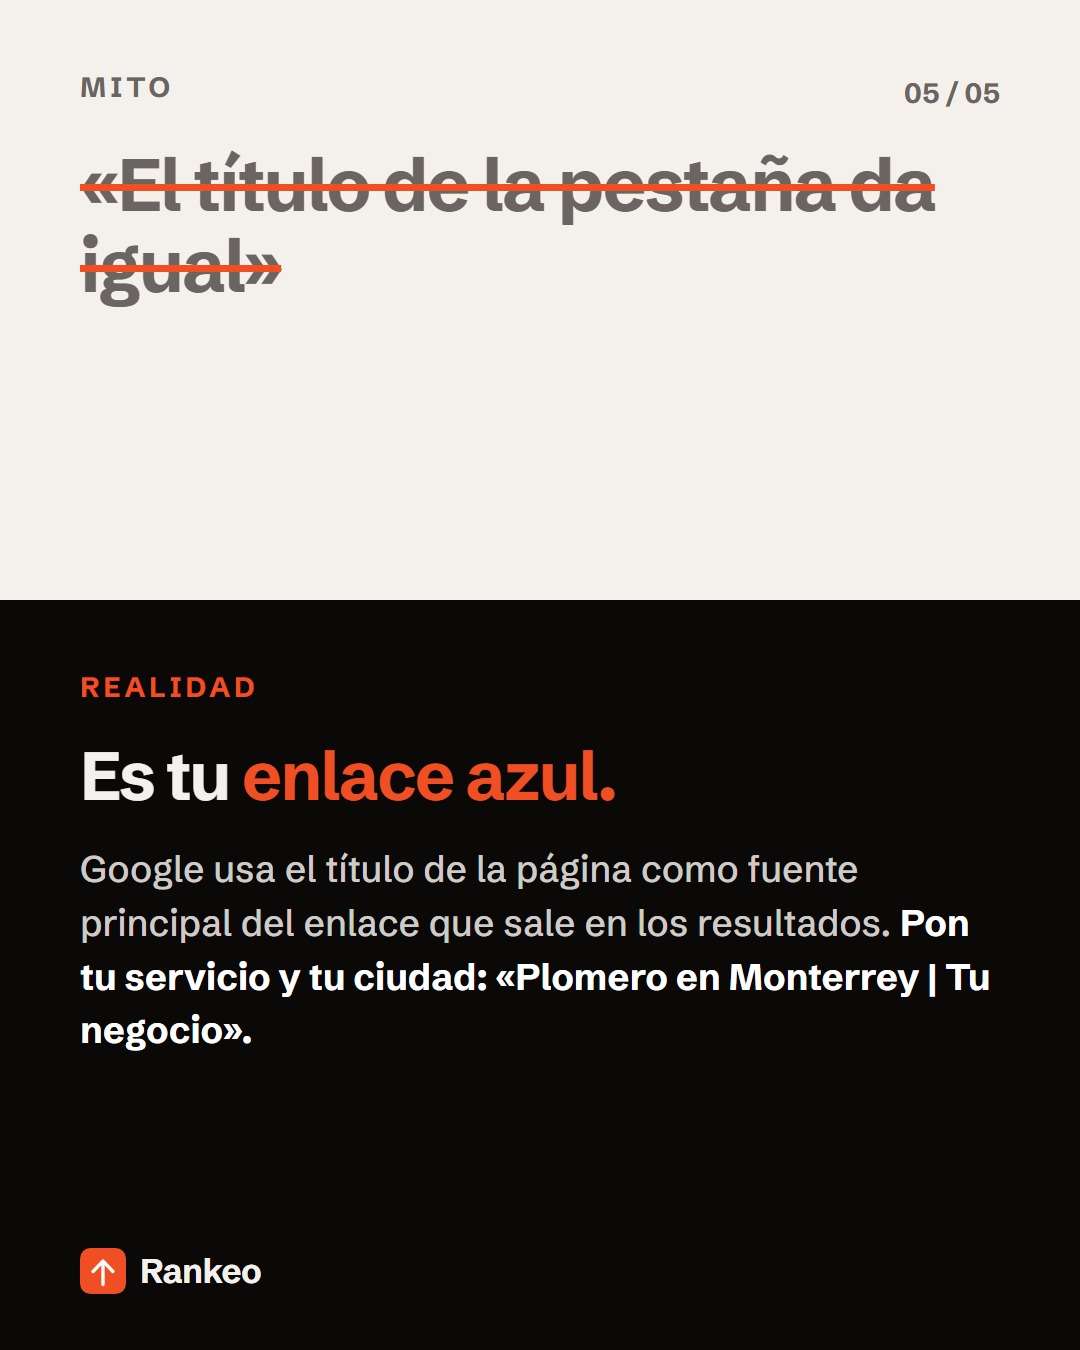 MITO
05 / 05
«El título de la pestaña da
igual»
REALIDAD
Es tu enlace azul.
Google usa el título de la página como fuente
principal del enlace que sale en los resultados. Pon
tu servicio y tu ciudad: «Plomero en Monterrey | Tu
negocio».
Rankeo